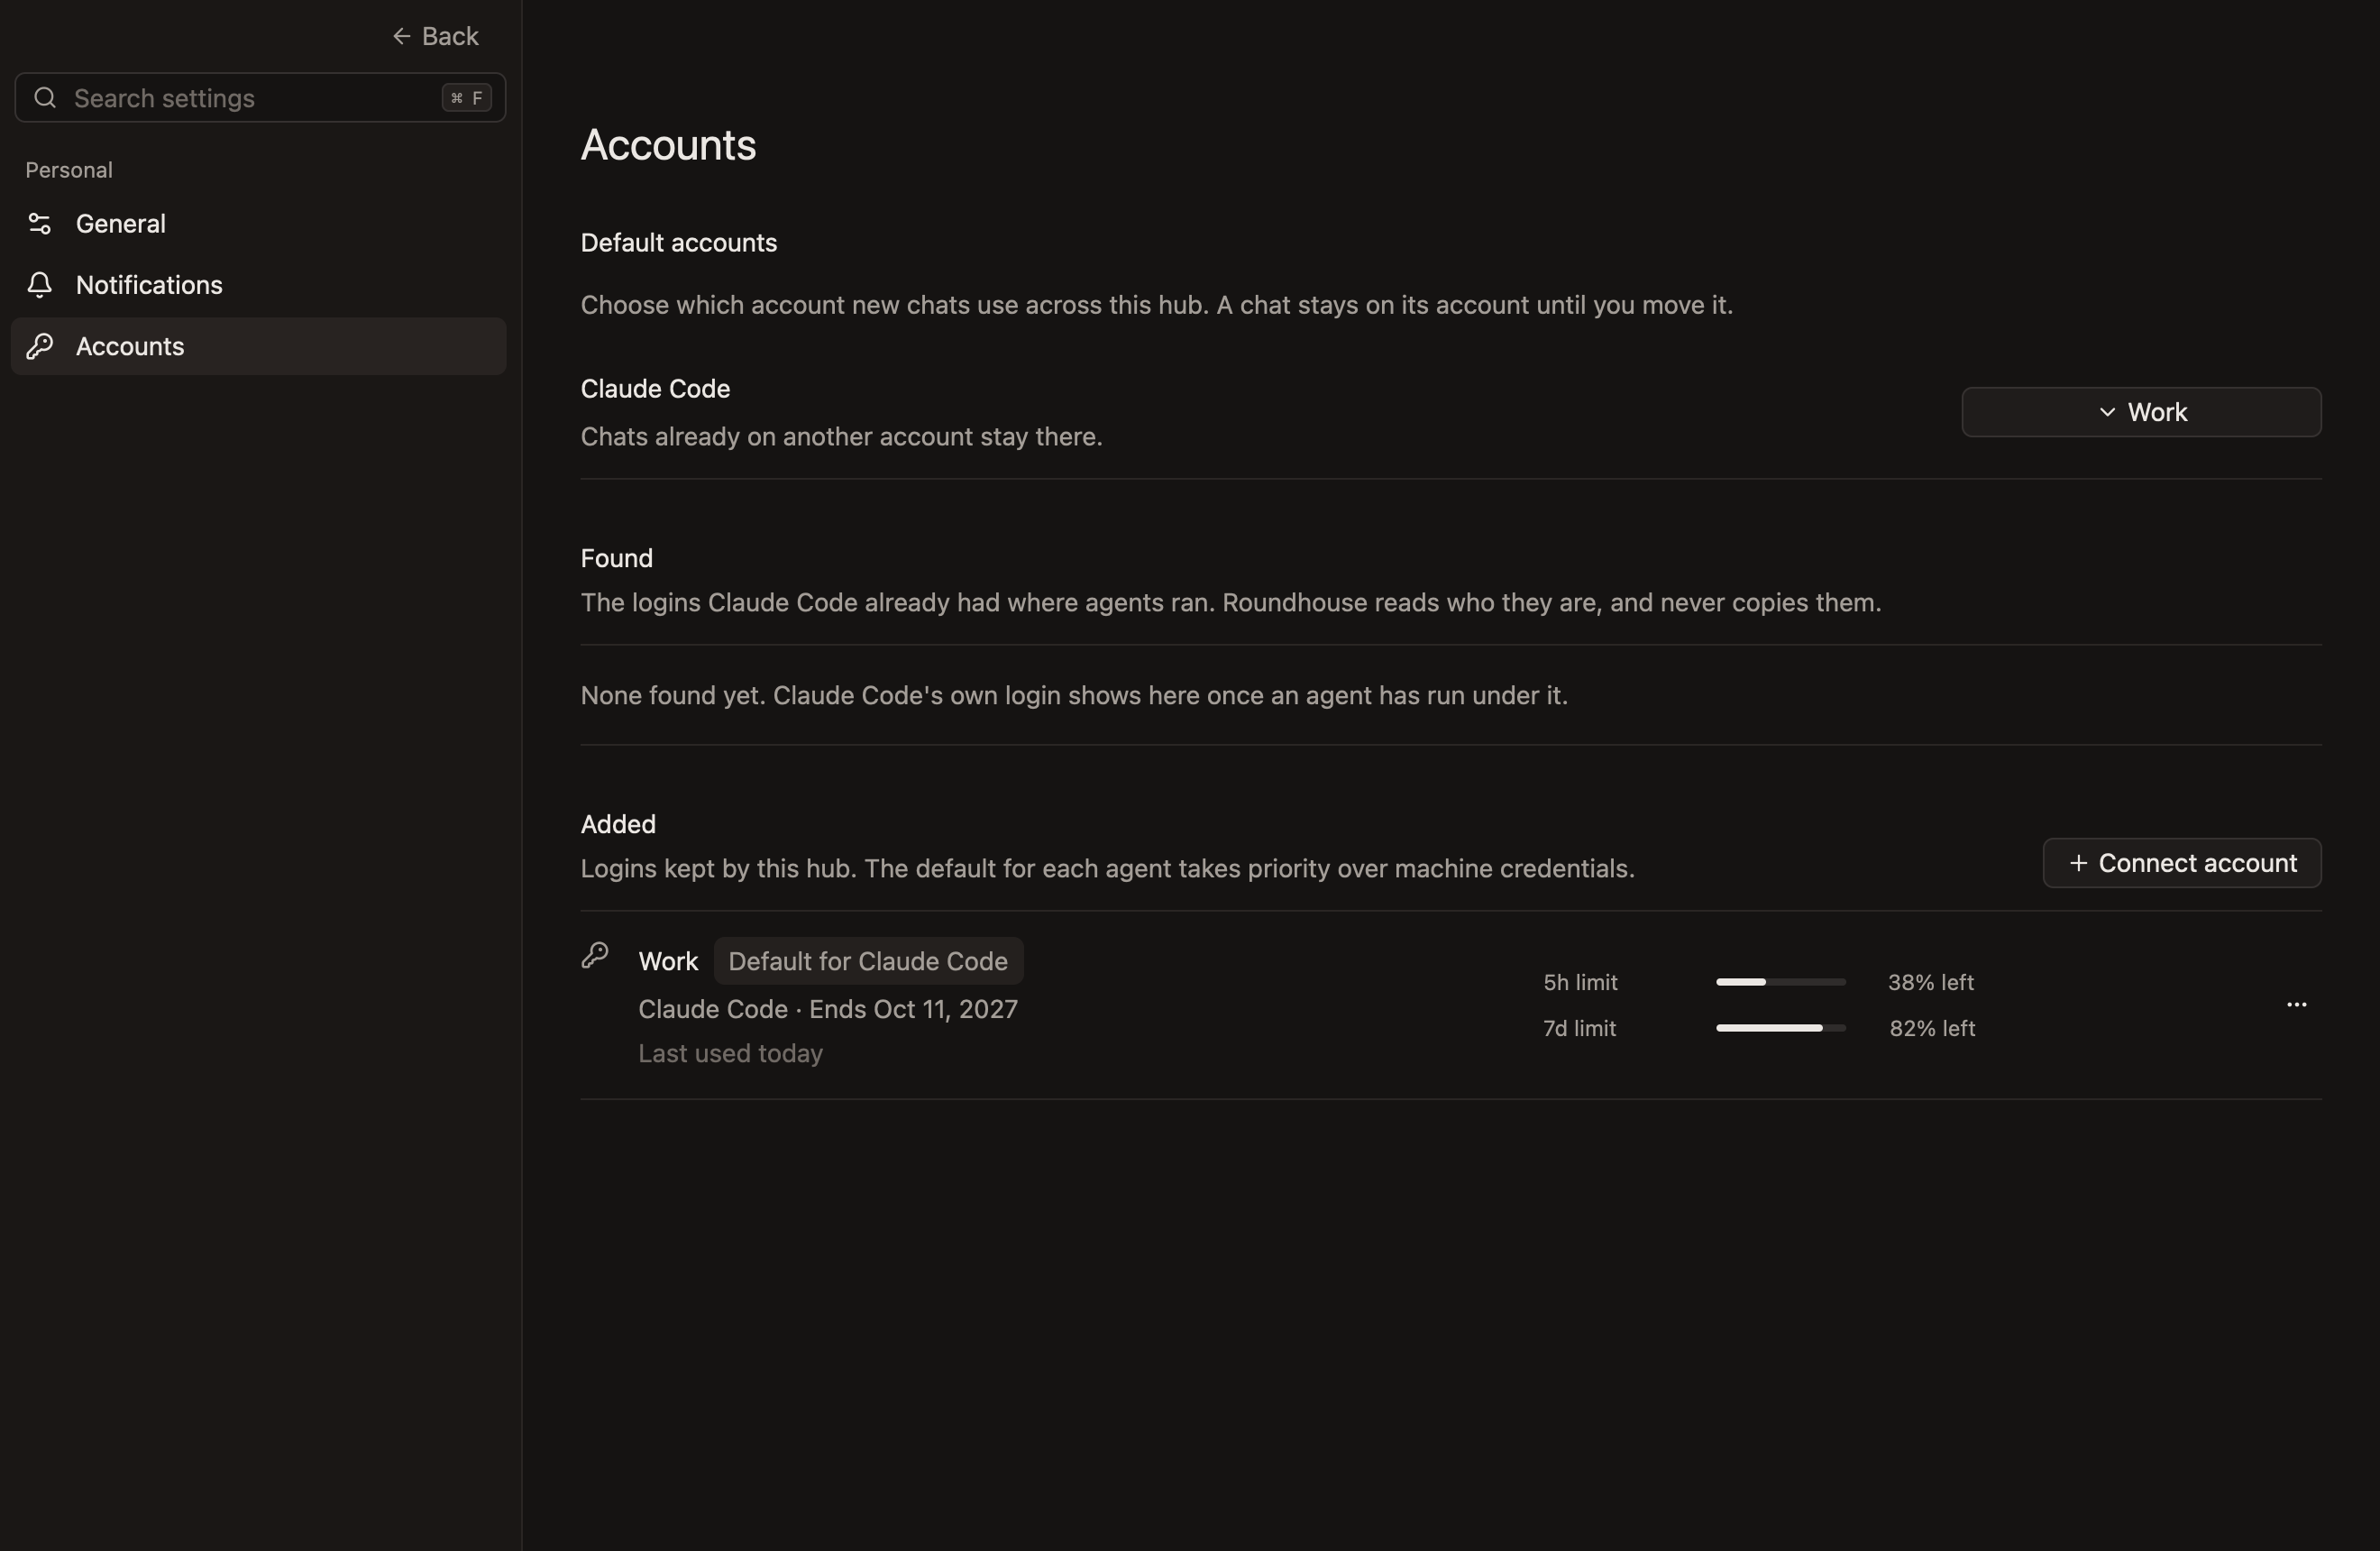 Back
Search settings
⌘ F
Personal
General
Notifications
Accounts
Accounts
Default accounts
Choose which account new chats use across this hub. A chat stays on its account until you move it.
Claude Code
Chats already on another account stay there.
Work
Found
The logins Claude Code already had where agents ran. Roundhouse reads who they are, and never copies them.
None found yet. Claude Code's own login shows here once an agent has run under it.
Added
Logins kept by this hub. The default for each agent takes priority over machine credentials.
Connect account
Work Default for Claude Code
Claude Code · Ends Oct 11, 2027
Last used today
5h limit 38% left
7d limit 82% left